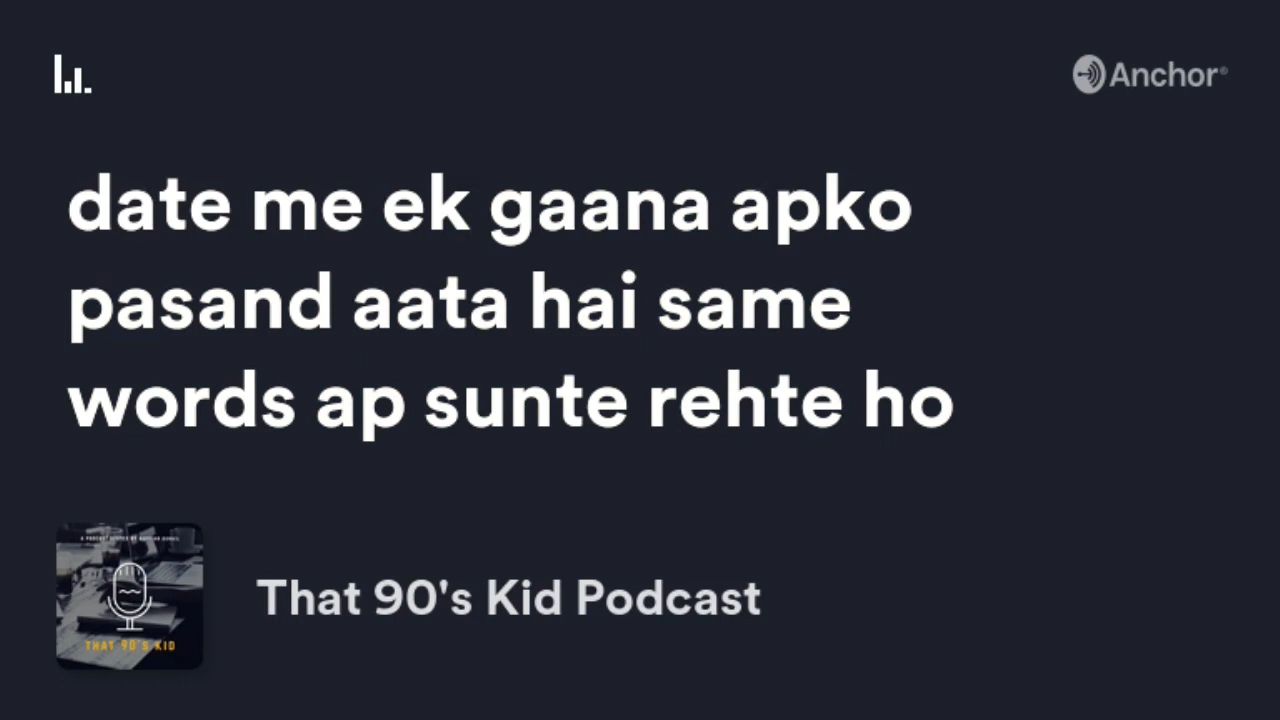 Anchor®
date me ek gaana apko
pasand aata hai same
words ap sunte rehte ho
THAT 90'S KID
That 90's Kid Podcast